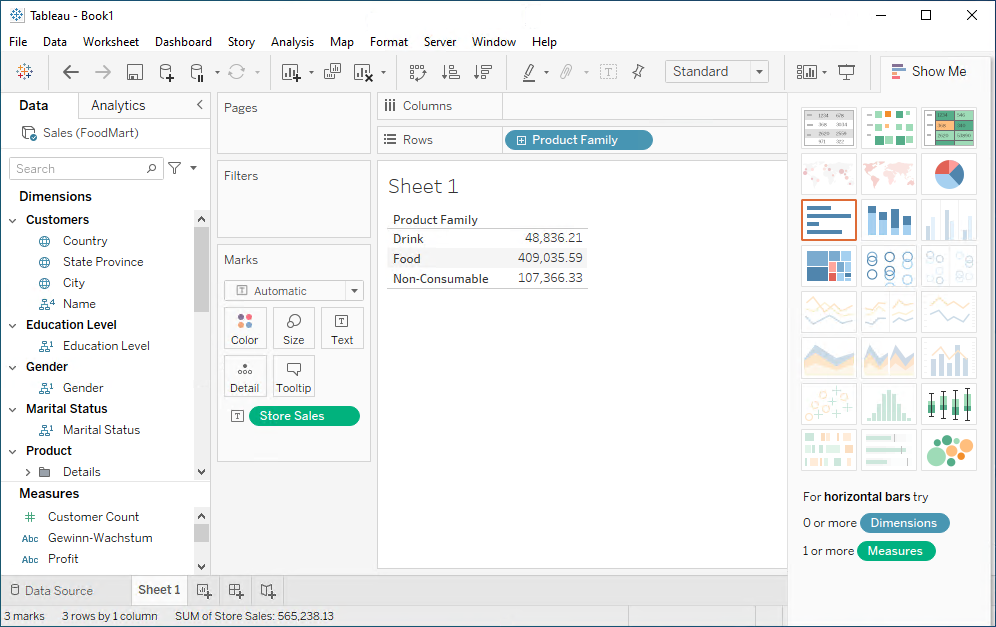 Tableau - Book1
File Data Worksheet Dashboard Story Analysis Map Format Server Window Help
Standard
Show Me
Data Analytics
Sales (FoodMart)
Search
Dimensions
Customers
Country
State Province
City
Name
Education Level
Education Level
Gender
Gender
Marital Status
Marital Status
Product
Details
Measures
Customer Count
Abc Gewinn-Wachstum
Abc Profit
Pages
Filters
Marks
Automatic
Color Size Text
Detail Tooltip
Store Sales
Columns
Rows Product Family
Sheet 1
Product Family
Drink 48,836.21
Food 409,035.59
Non-Consumable 107,366.33
For horizontal bars try
0 or more Dimensions
1 or more Measures
Data Source Sheet 1
3 marks 3 rows by 1 column SUM of Store Sales: 565,238.13